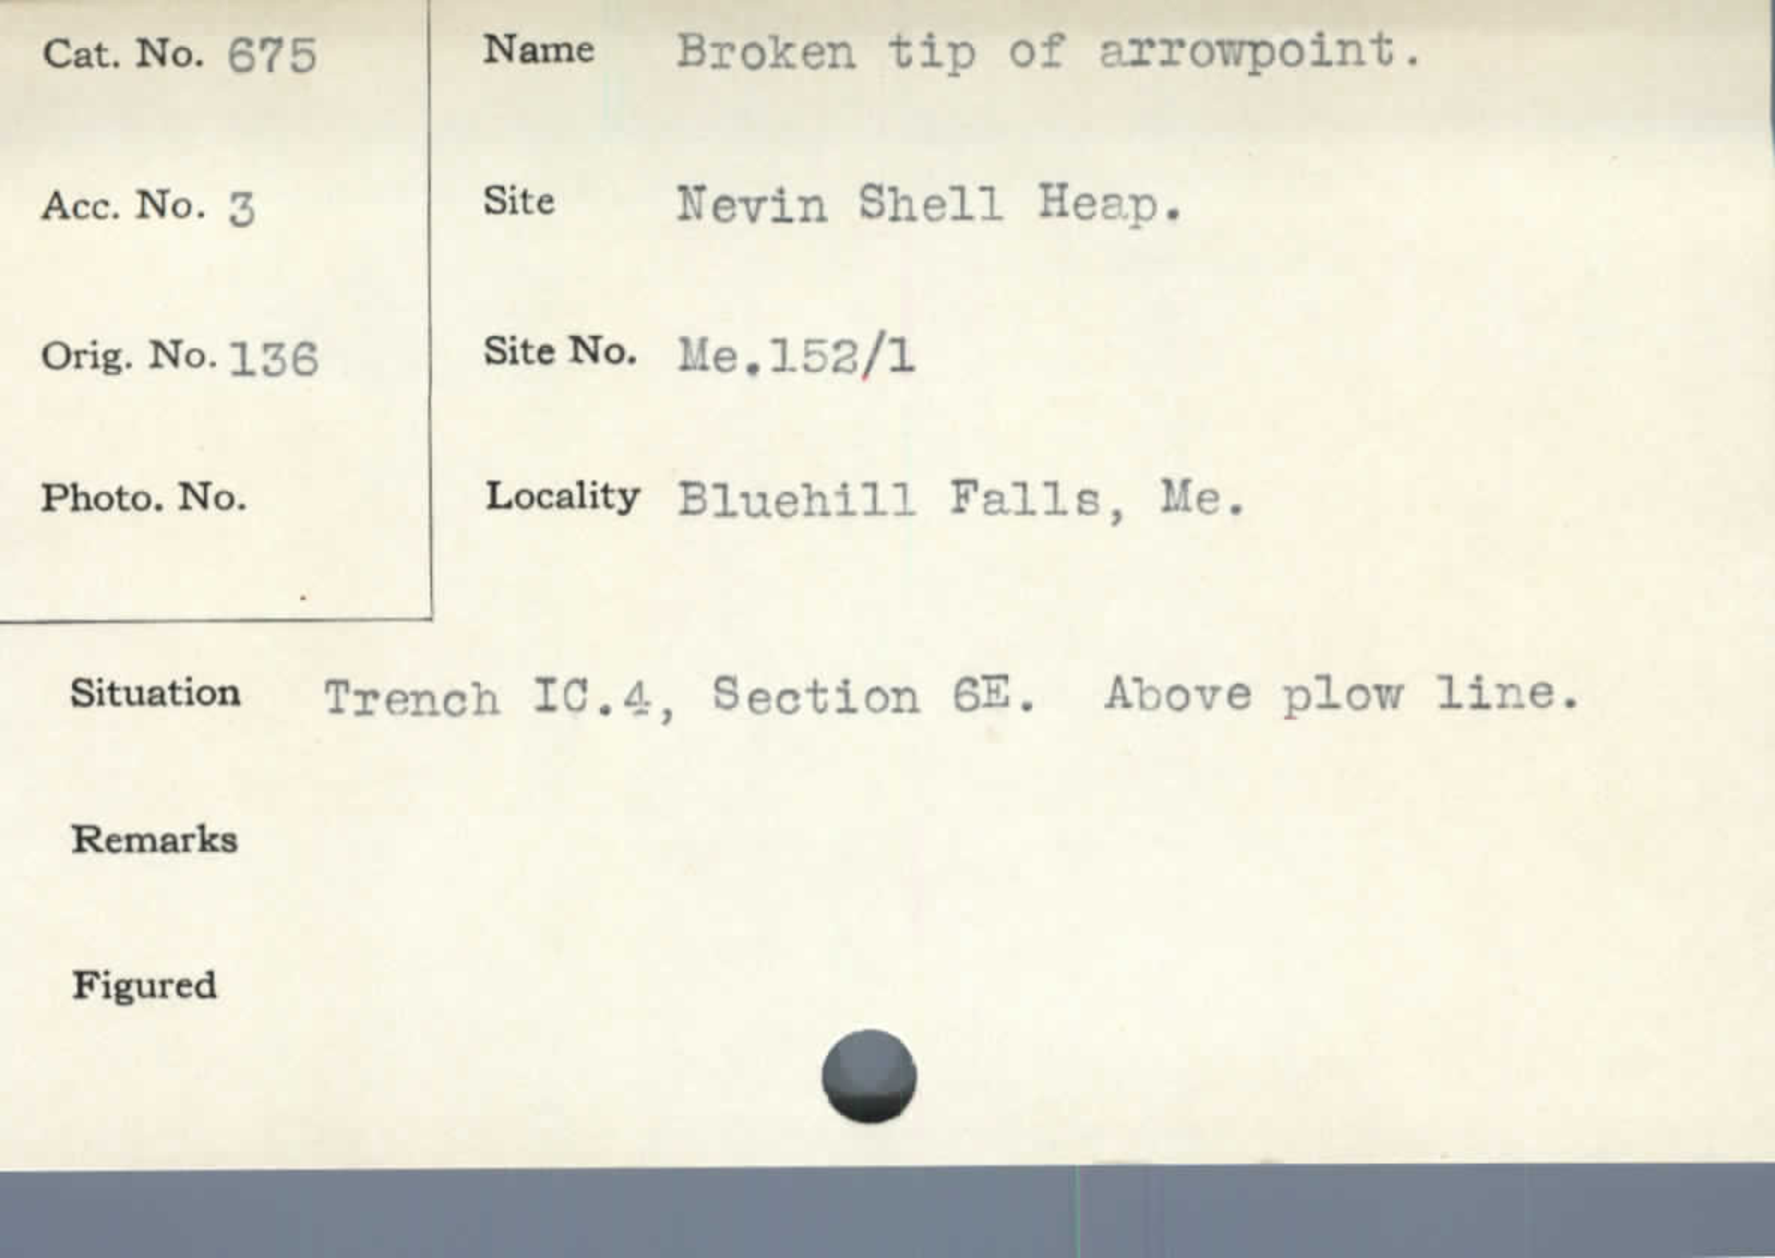 Cat. No. 675
Name Broken tip of arrowpoint.
Acc. No. 3
Site Nevin Shell Heap.
Orig. No. 136
Site No. Me.152/1
Photo. No.
Locality Bluehill Falls, Me.
Situation Trench IC.4, Section 6E. Above plow line.
Remarks
Figured